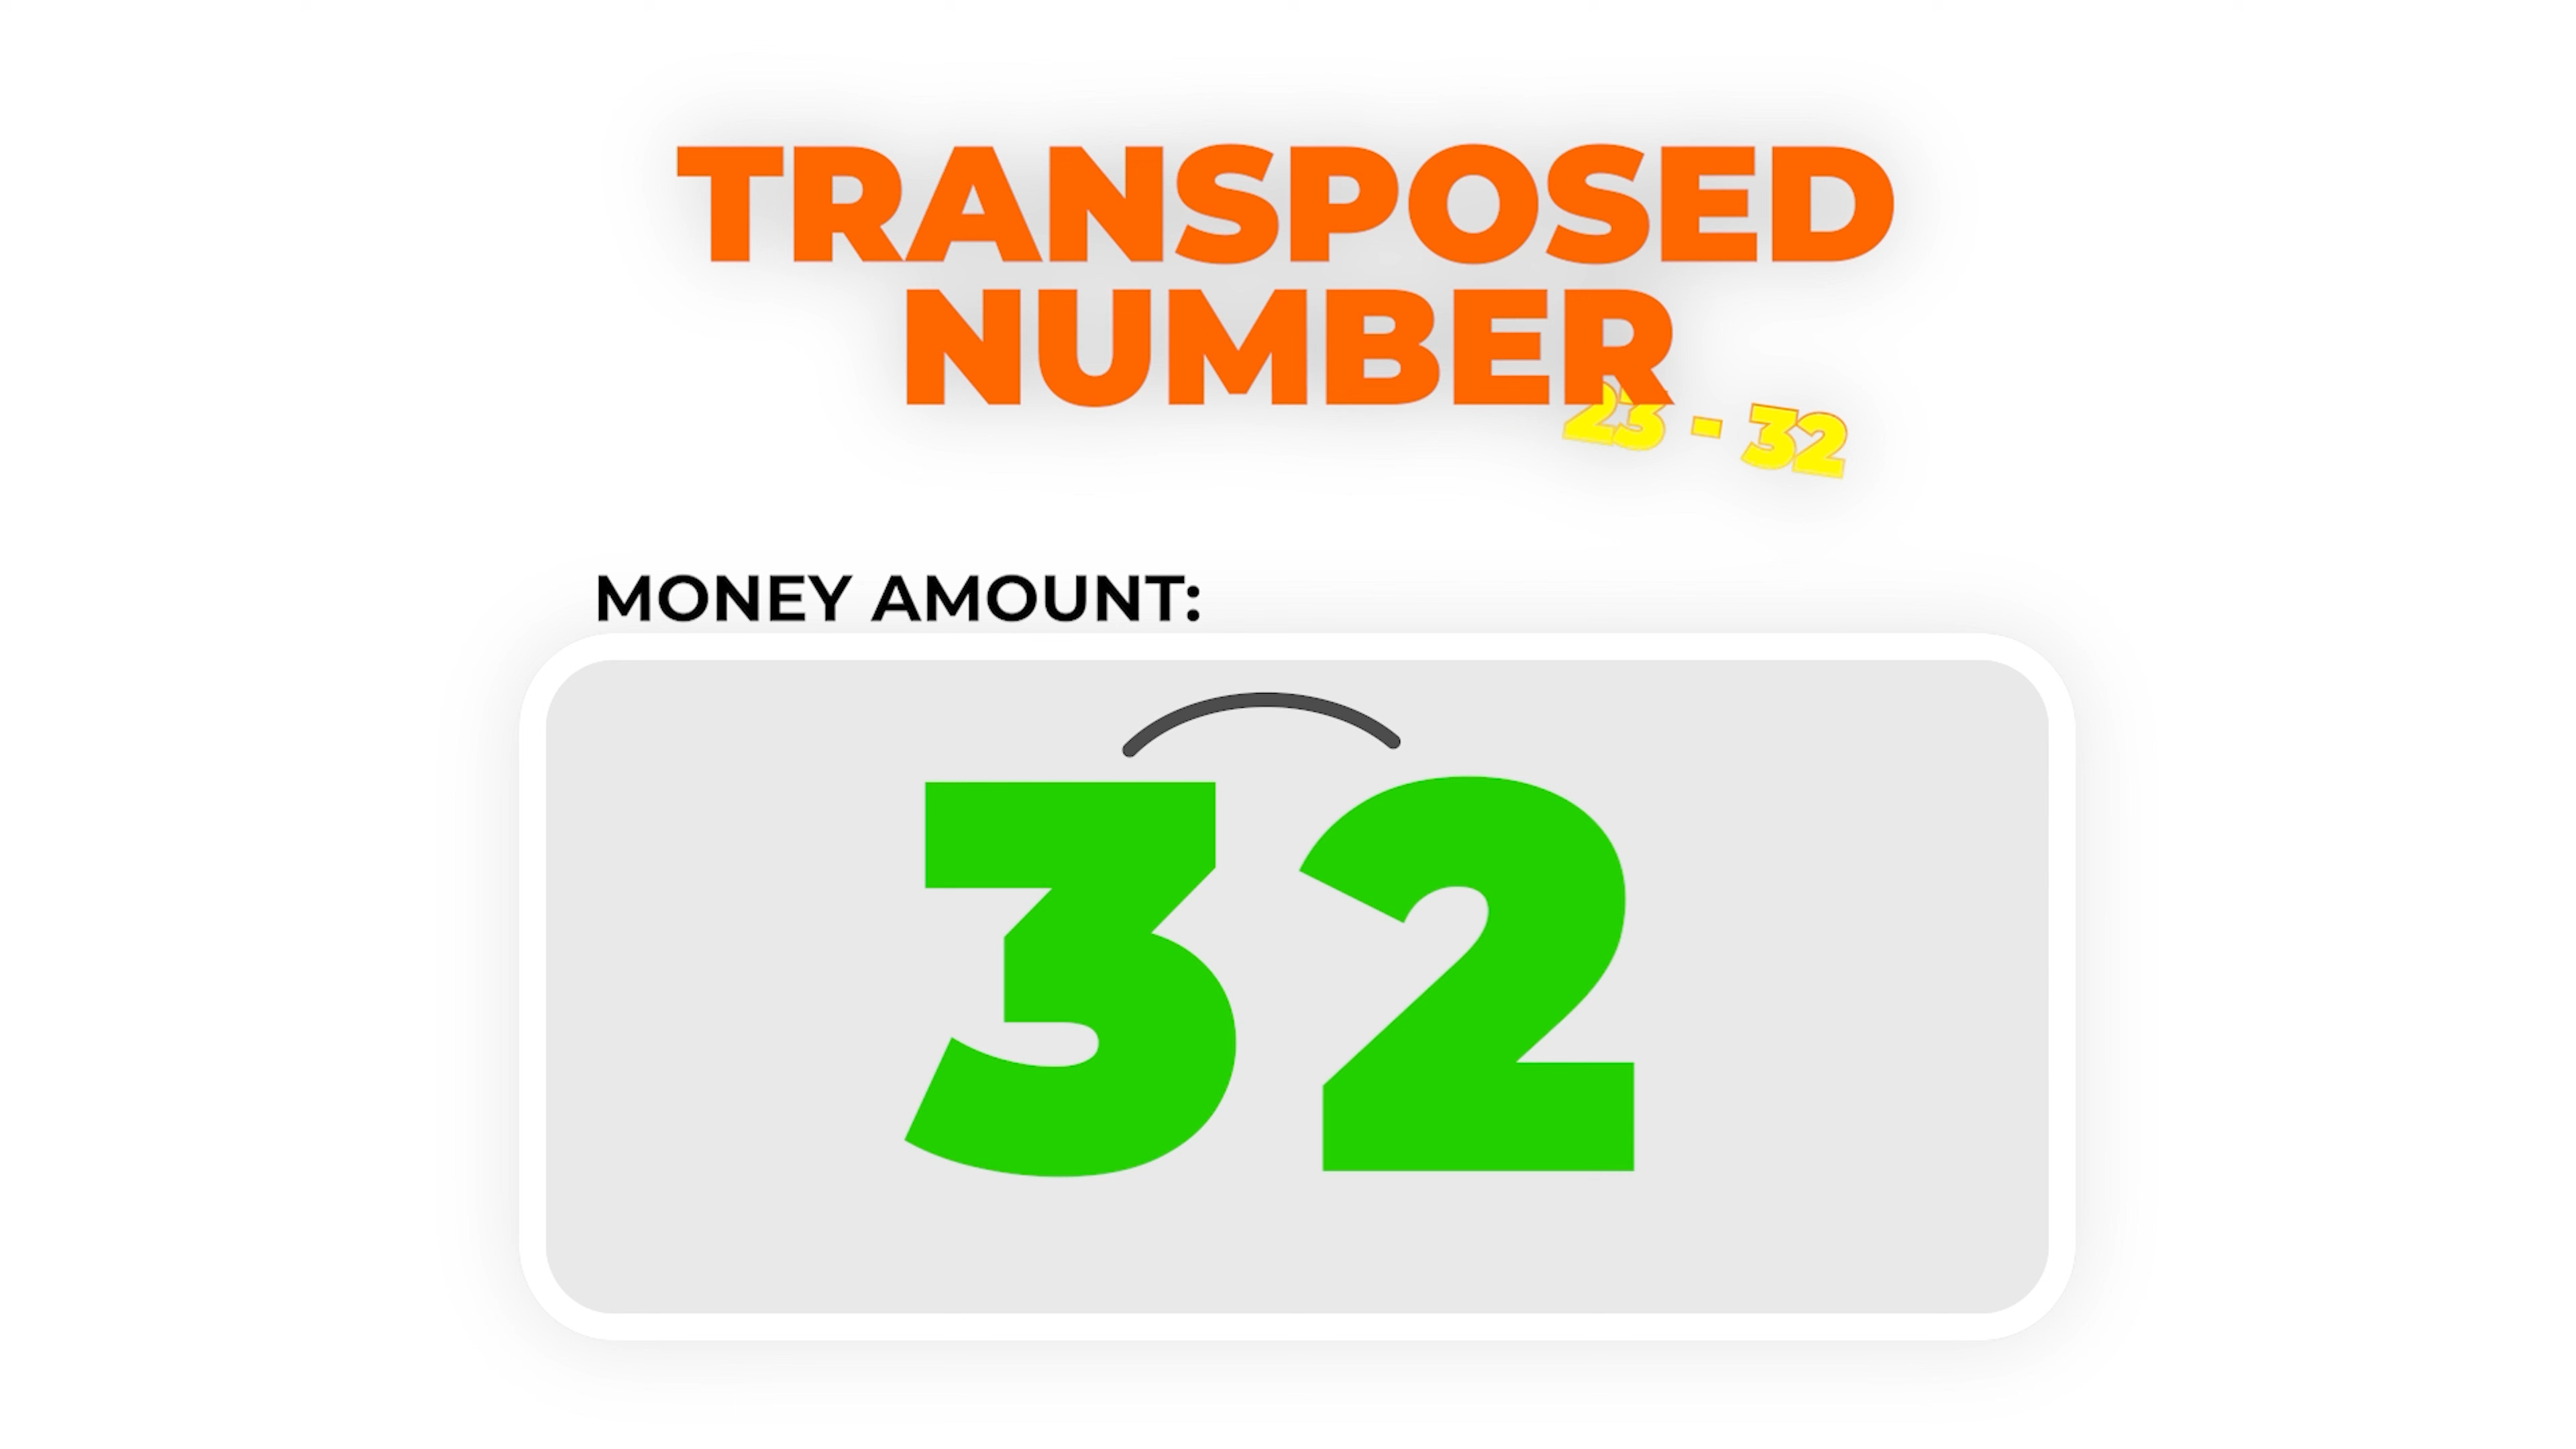 TRANSPOSED
NUMBER
23 - 32
MONEY AMOUNT:
32